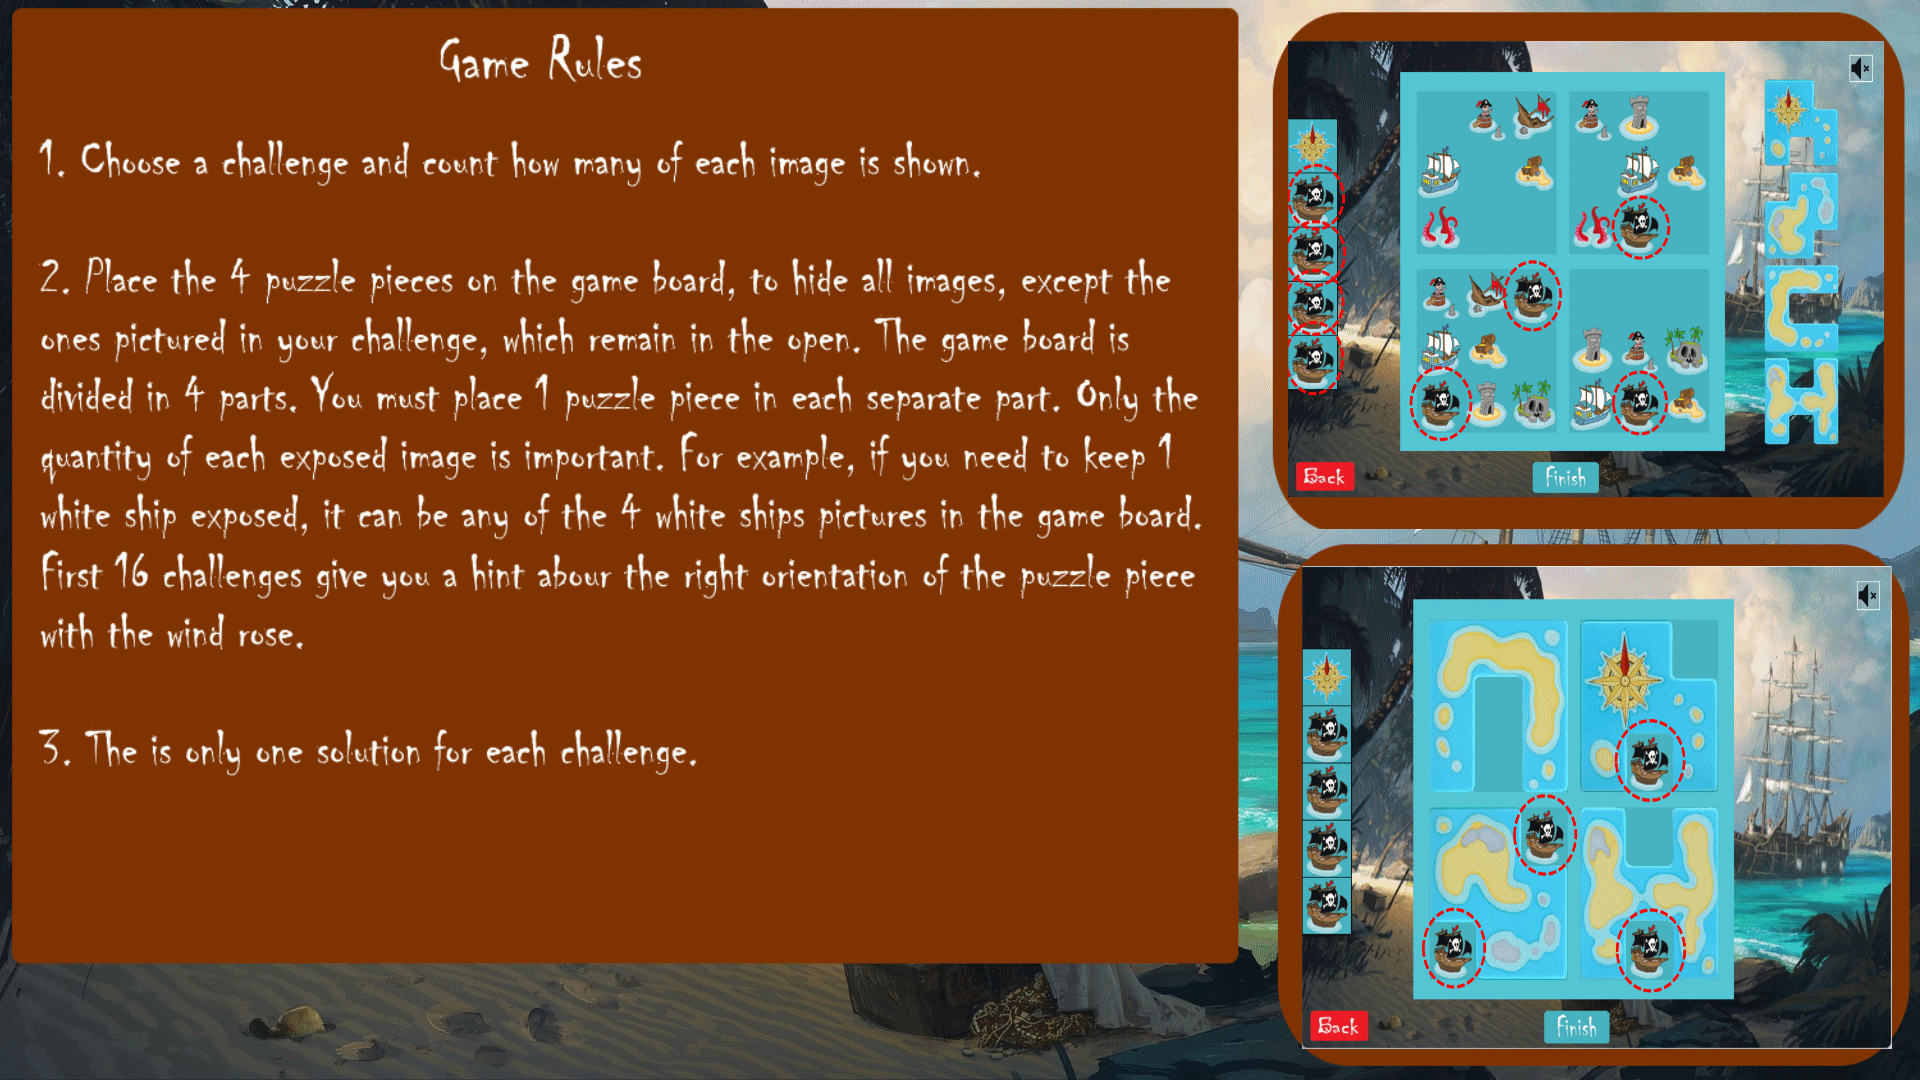 Game Rules
1. Choose a challenge and count how many of each image is shown.
2. Place the 4 puzzle pieces on the game board, to hide all images, except the
ones pictured in your challenge, which remain in the open. The game board is
divided in 4 parts. You must place 1 puzzle piece in each separate part. Only the
quantity of each exposed image is important. For example, if you need to keep 1
white ship exposed, it can be any of the 4 white ships pictures in the game board.
First 16 challenges give you a hint abour the right orientation of the puzzle piece
with the wind rose.
3. The is only one solution for each challenge.
Back
Finish
Back
Finish